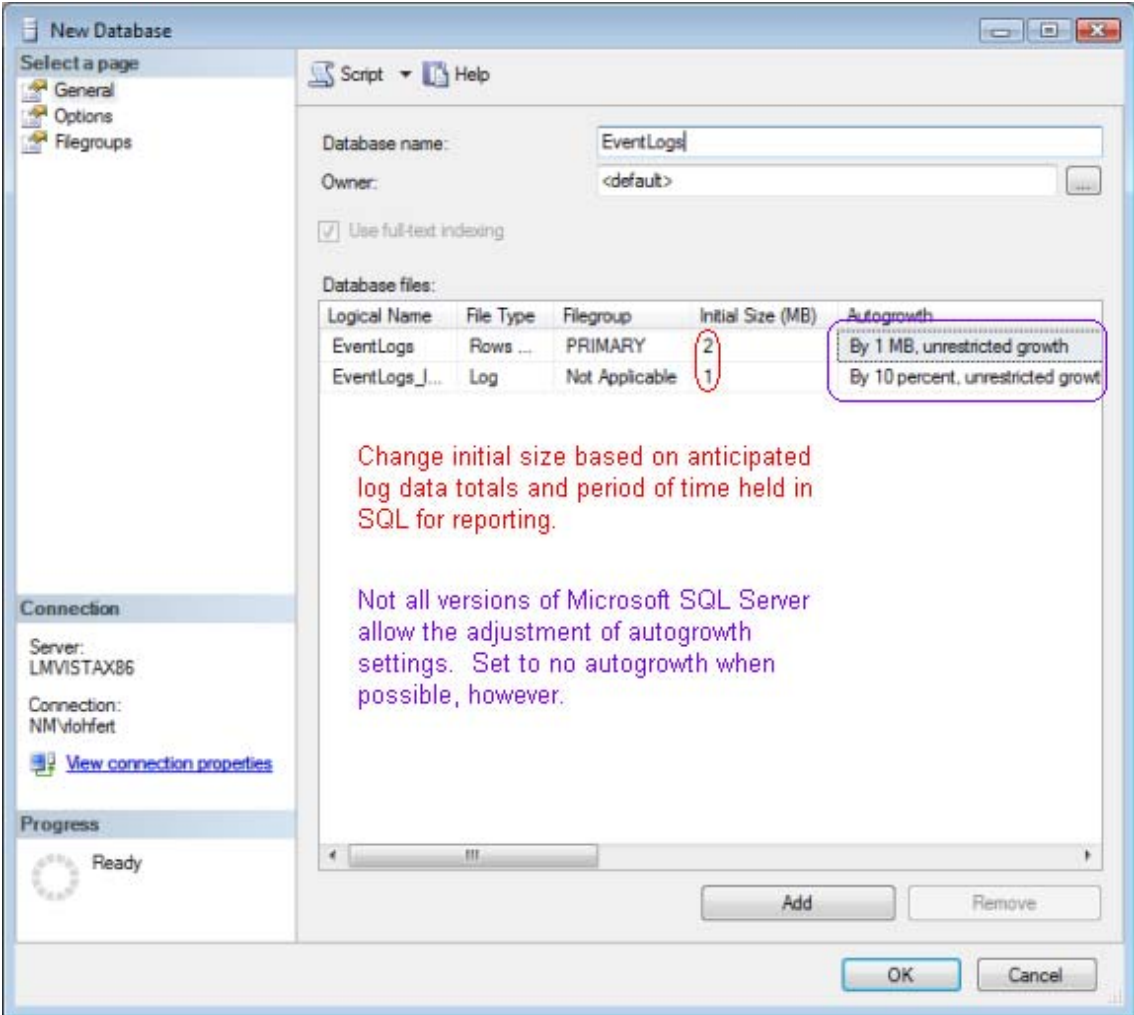 New Database
Select a page
General
Options
Filegroups
Script Help
Database name: EventLogs
Owner: <default> ...
Use full-text indexing
Database files:
Logical Name File Type Filegroup Initial Size (MB) Autogrowth
EventLogs Rows ... PRIMARY 2 By 1 MB, unrestricted growth
EventLogs_l... Log Not Applicable 1 By 10 percent, unrestricted growt
Change initial size based on anticipated
log data totals and period of time held in
SQL for reporting.
Not all versions of Microsoft SQL Server
allow the adjustment of autogrowth
settings. Set to no autogrowth when
possible, however.
Connection
Server:
LMVISTAX86
Connection:
NM\rlohfert
View connection properties
Progress
Ready
Add Remove
OK Cancel